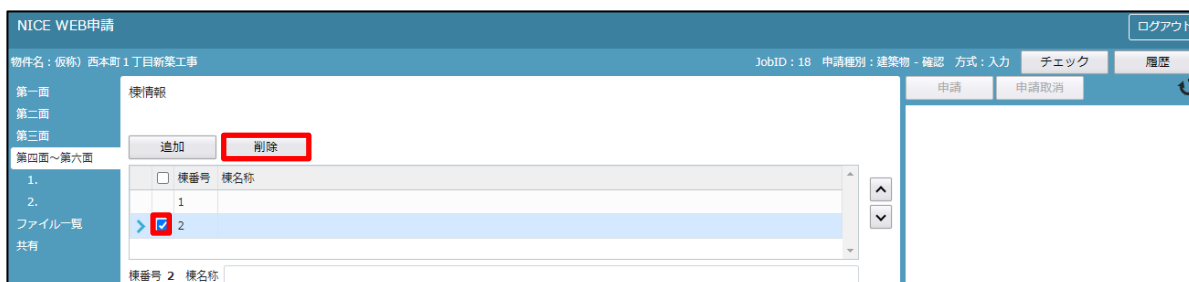 NICE WEB申請
ログアウト
物件名：仮称）西本町１丁目新築工事
JobID：18 申請種別：建築物 - 確認 方式：入力
チェック
履歴
第一面
第二面
第三面
第四面～第六面
1.
2.
ファイル一覧
共有
棟情報
申請
申請取消
追加
削除
棟番号 棟名称
1
2
棟番号 2 棟名称